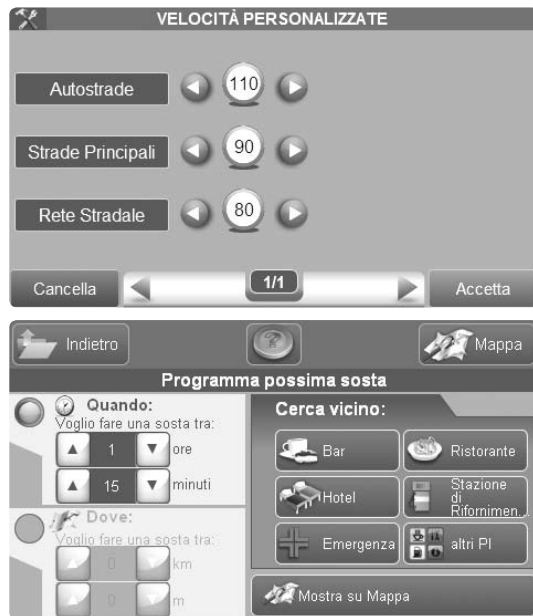 VELOCITÀ PERSONALIZZATE
Autostrade 110
Strade Principali 90
Rete Stradale 80
Cancella 1/1 Accetta
Indietro ? Mappa
Programma possima sosta
Quando:
Voglio fare una sosta tra:
1 ore
15 minuti
Dove:
Voglio fare una sosta tra:
0 km
0 m
Cerca vicino:
Bar
Ristorante
Hotel
Stazione
di
Rifornimen...
Emergenza
altri PI
Mostra su Mappa